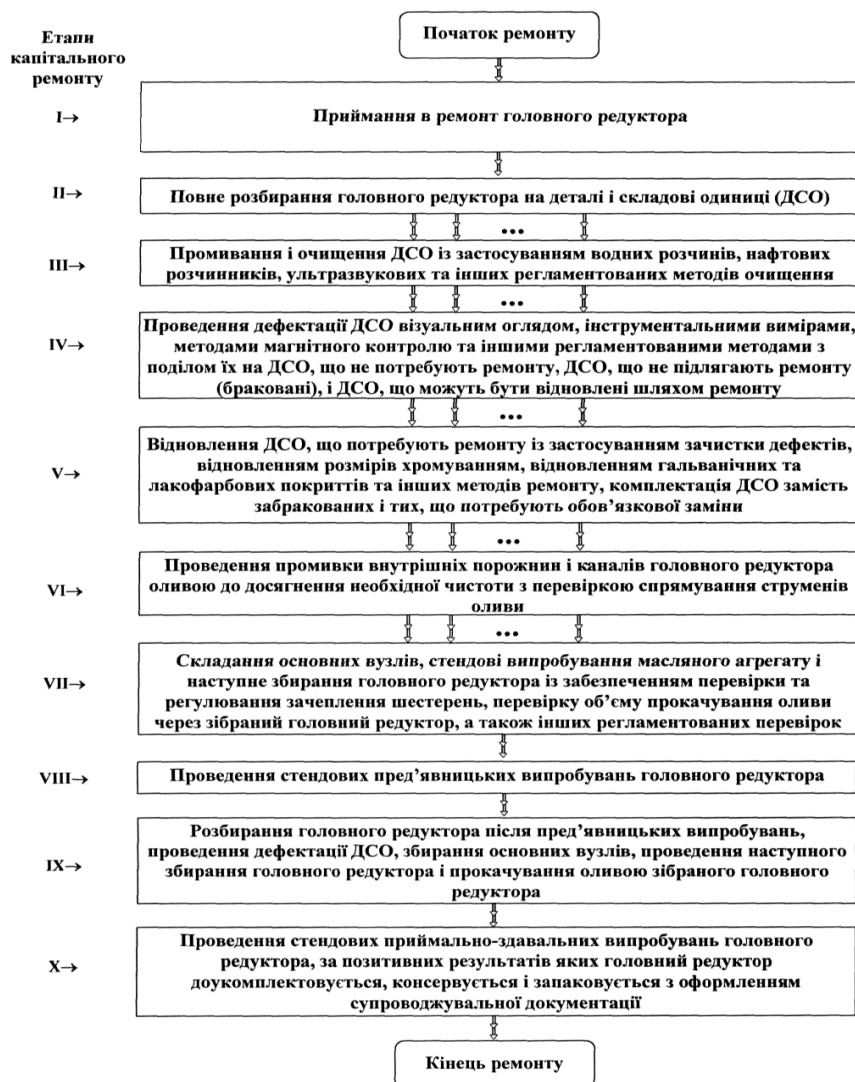 Етапи
капітального
ремонту
Початок ремонту
I→
Приймання в ремонт головного редуктора
II→
Повне розбирання головного редуктора на деталі і складові одиниці (ДСО)
...
III→
Промивання і очищення ДСО із застосуванням водних розчинів, нафтових
розчинників, ультразвукових та інших регламентованих методів очищення
...
IV→
Проведення дефектації ДСО візуальним оглядом, інструментальними вимірами,
методами магнітного контролю та іншими регламентованими методами з
поділом їх на ДСО, що не потребують ремонту, ДСО, що не підлягають ремонту
(браковані), і ДСО, що можуть бути відновлені шляхом ремонту
...
V→
Відновлення ДСО, що потребують ремонту із застосуванням зачистки дефектів,
відновленням розмірів хромуванням, відновленням гальванічних та
лакофарбових покриттів та інших методів ремонту, комплектація ДСО замість
забракованих і тих, що потребують обов’язкової заміни
...
VI→
Проведення промивки внутрішніх порожнин і каналів головного редуктора
оливою до досягнення необхідної чистоти з перевіркою спрямування струменів
оливи
...
VII→
Складання основних вузлів, стендові випробування масляного агрегату і
наступне збирання головного редуктора із забезпеченням перевірки та
регулювання зачеплення шестерень, перевірку об’єму прокачування оливи
через зібраний головний редуктор, а також інших регламентованих перевірок
VIII→
Проведення стендових пред’явницьких випробувань головного редуктора
IX→
Розбирання головного редуктора після пред’явницьких випробувань,
проведення дефектації ДСО, збирання основних вузлів, проведення наступного
збирання головного редуктора і прокачування оливою зібраного головного
редуктора
X→
Проведення стендових приймально-здавальних випробувань головного
редуктора, за позитивних результатів яких головний редуктор
доукомплектовується, консервується і запаковується з оформленням
супроводжувальної документації
Кінець ремонту